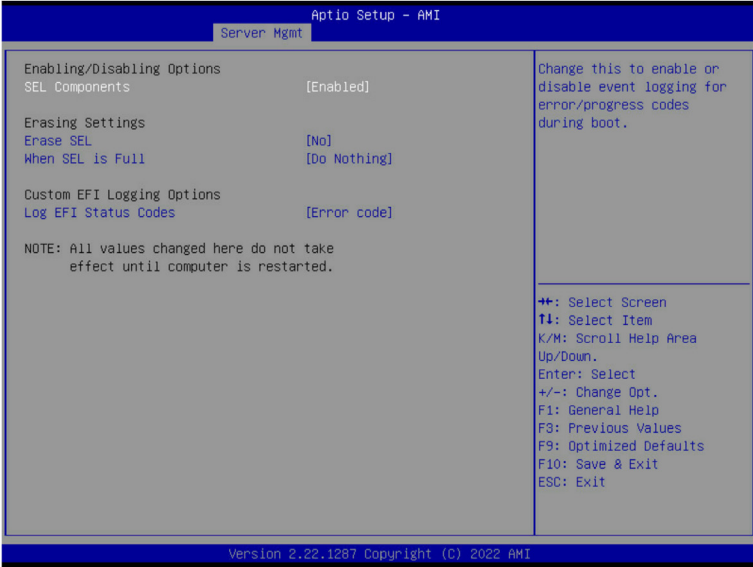 Aptio Setup – AMI
Server Mgmt
Enabling/Disabling Options
SEL Components [Enabled]
Erasing Settings
Erase SEL [No]
When SEL is Full [Do Nothing]
Custom EFI Logging Options
Log EFI Status Codes [Error code]
NOTE: All values changed here do not take
effect until computer is restarted.
Change this to enable or
disable event logging for
error/progress codes
during boot.
→←: Select Screen
↑↓: Select Item
K/M: Scroll Help Area
Up/Down.
Enter: Select
+/-: Change Opt.
F1: General Help
F3: Previous Values
F9: Optimized Defaults
F10: Save & Exit
ESC: Exit
Version 2.22.1287 Copyright (C) 2022 AMI